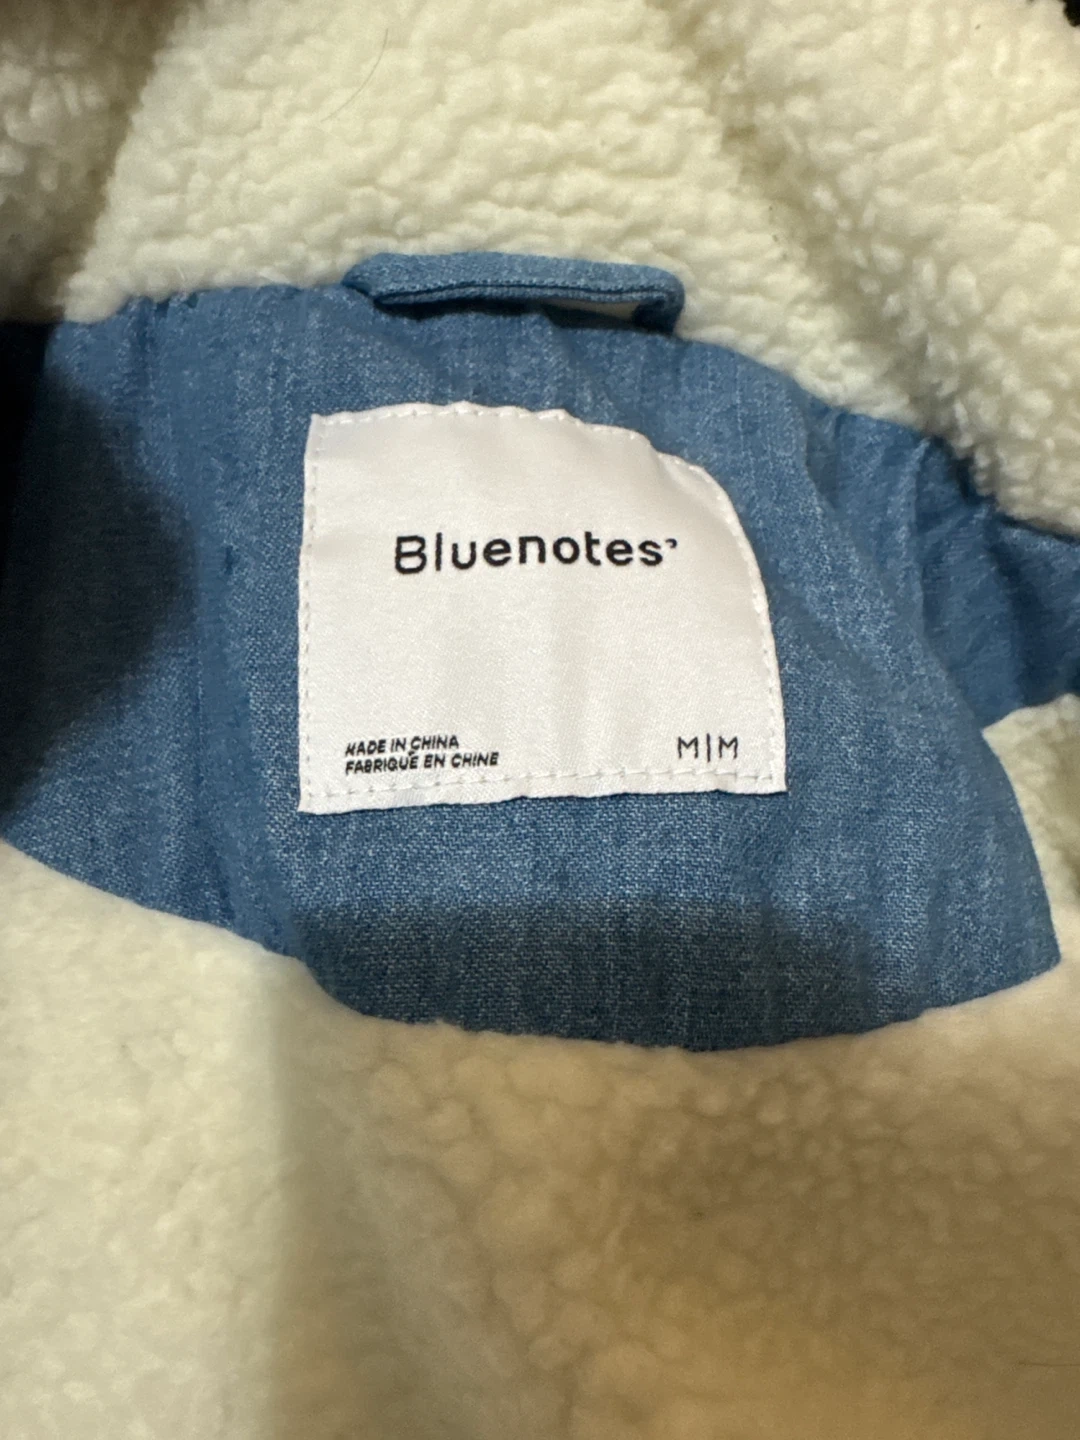 Bluenotes’
MADE IN CHINA
FABRIQUÉ EN CHINE
M|M